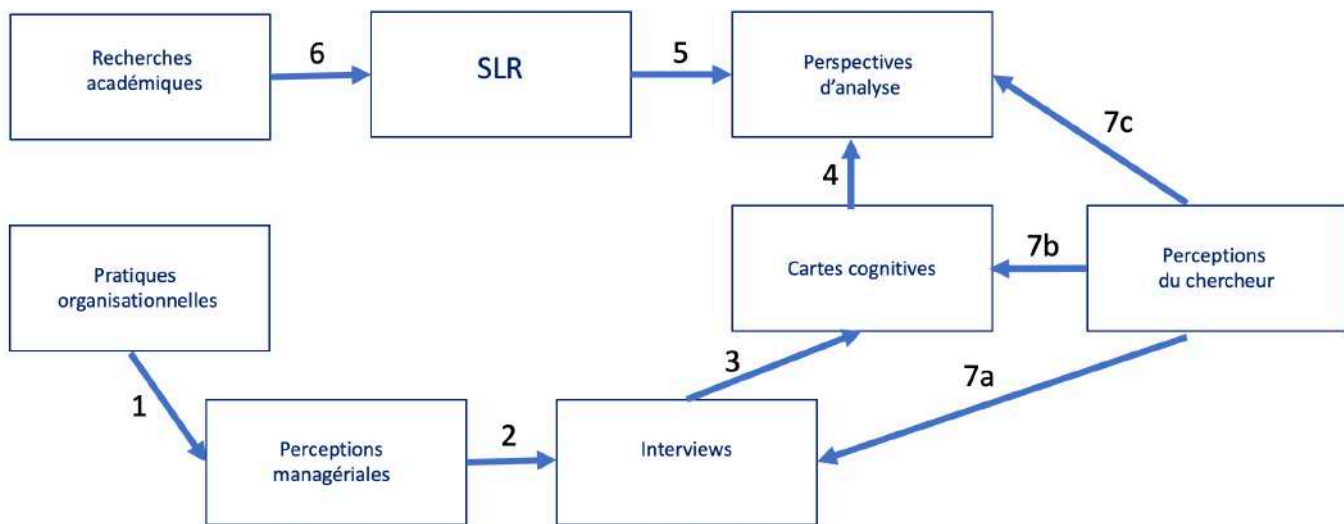 Recherches
académiques
6
SLR
5
Perspectives
d'analyse
7c
4
Pratiques
organisationnelles
Cartes cognitives
7b
Perceptions
du chercheur
1
3
7a
Perceptions
managériales
2
Interviews